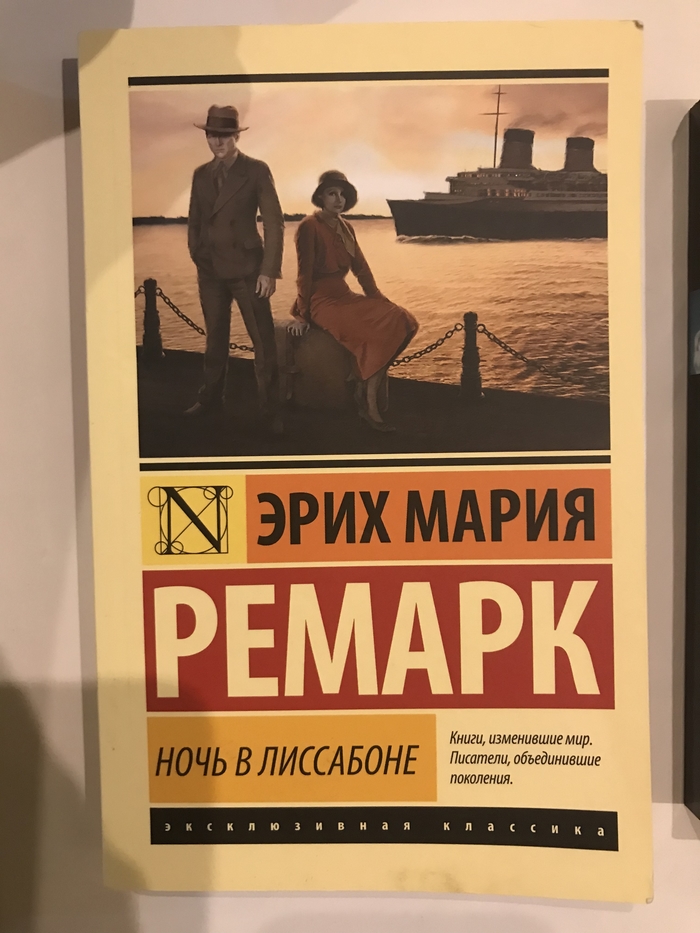 N
ЭРИХ МАРИЯ
РЕМАРК
НОЧЬ В ЛИССАБОНЕ
Книги, изменившие мир.
Писатели, объединившие
поколения.
эксклюзивная классика